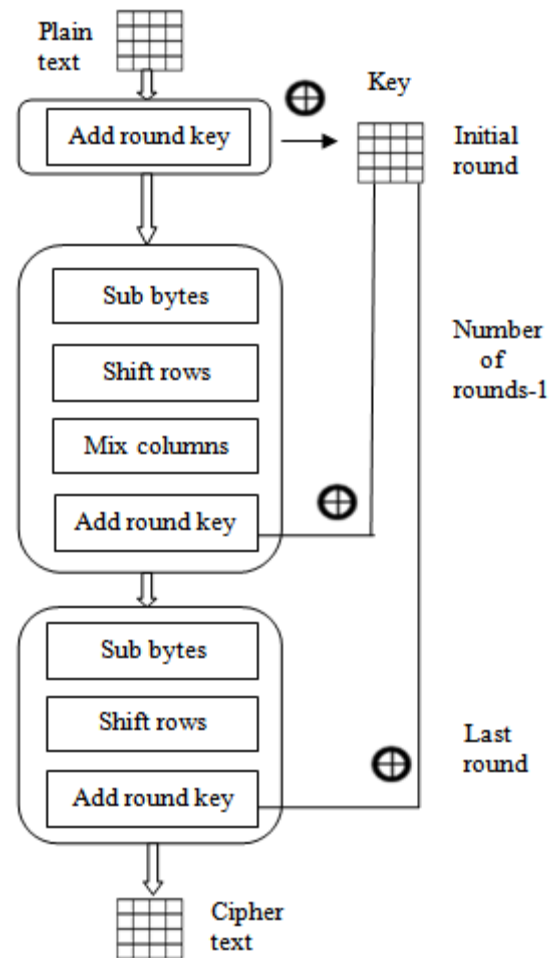 Plain
text
Key
Add round key
Initial
round
Sub bytes
Shift rows
Mix columns
Add round key
Number
of
rounds-1
Sub bytes
Shift rows
Add round key
Last
round
Cipher
text